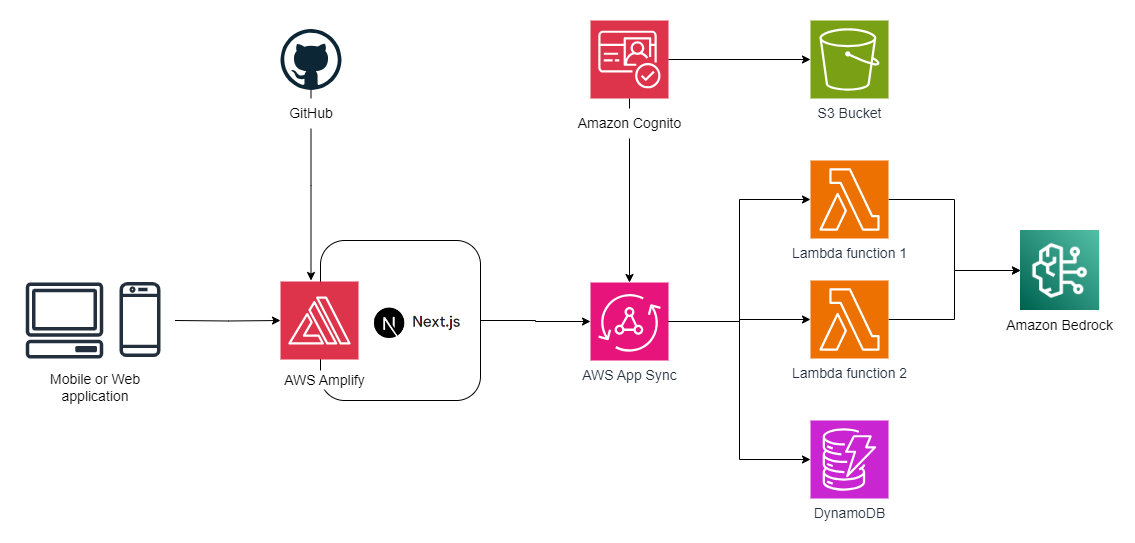 GitHub
Amazon Cognito
S3 Bucket
Lambda function 1
N
Next.js
Amazon Bedrock
Mobile or Web
application
AWS Amplify
AWS App Sync
Lambda function 2
DynamoDB